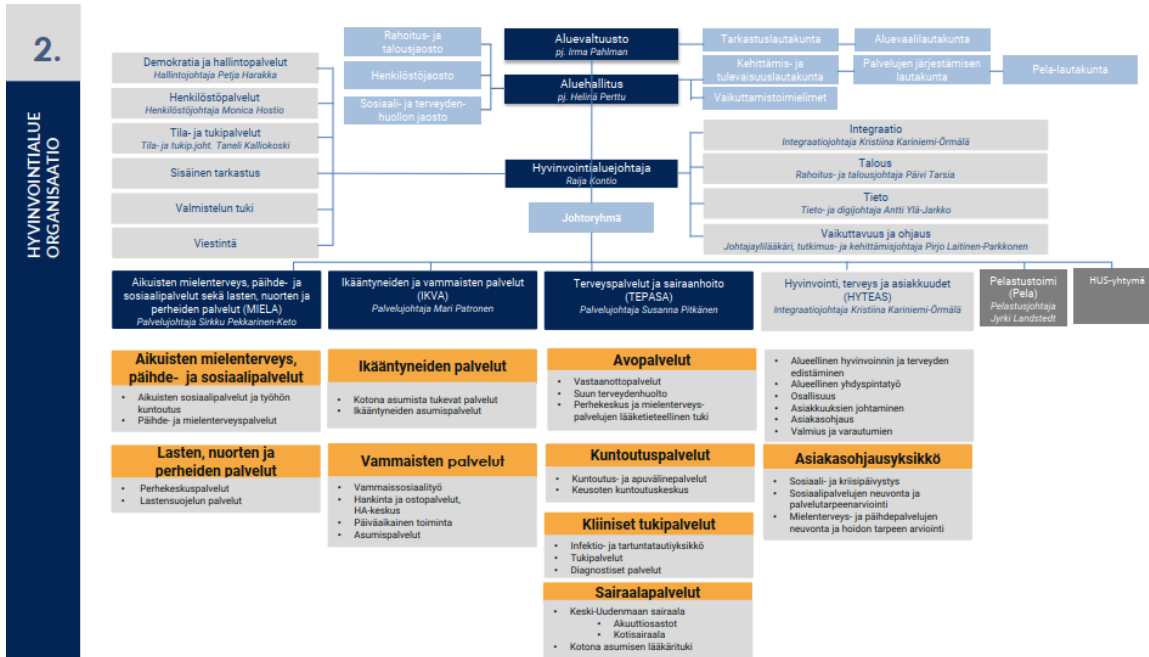 2.
HYVINVOINTIALUE
ORGANISAATIO
Demokratia ja hallintopalvelut
Hallintojohtaja Petja Harakka
Henkilöstöpalvelut
Henkilöstöjohtaja Monica Hostio
Tila- ja tukipalvelut
Tila- ja tukip.joht. Taneli Kalliokoski
Sisäinen tarkastus
Valmistelun tuki
Viestintä
Rahoitus- ja
talousjaosto
Henkilöstöjaosto
Sosiaali- ja terveyden-
huollon jaosto
Aluevaltuusto
pj. Irma Pahlman
Aluehallitus
pj. Helinä Perttu
Tarkastuslautakunta
Aluevaalilautakunta
Kehittämis- ja
tulevaisuuslautakunta
Palvelujen järjestämisen
lautakunta
Pela-lautakunta
Vaikuttamistoimielimet
Hyvinvointialuejohtaja
Raija Kontio
Johtoryhmä
Integraatio
Integraatiojohtaja Kristiina Kariniemi-Örmälä
Talous
Rahoitus- ja talousjohtaja Päivi Tarsia
Tieto
Tieto- ja digijohtaja Antti Ylä-Jarkko
Vaikuttavuus ja ohjaus
Johtajaylilääkäri, tutkimus- ja kehittämisjohtaja Pirjo Laitinen-Parkkonen
Aikuisten mielenterveys, päihde- ja
sosiaalipalvelut sekä lasten, nuorten ja
perheiden palvelut (MIELA)
Palvelujohtaja Sirkku Pekkarinen-Keto
Ikääntyneiden ja vammaisten palvelut
(IKVA)
Palvelujohtaja Mari Patronen
Terveyspalvelut ja sairaanhoito
(TEPASA)
Palvelujohtaja Susanna Pitkänen
Hyvinvointi, terveys ja asiakkuudet
(HYTEAS)
Integraatiojohtaja Kristiina Kariniemi-Örmälä
Pelastustoimi
(Pela)
Pelastusjohtaja
Jyrki Landstedt
HUS-yhtymä
Aikuisten mielenterveys,
päihde- ja sosiaalipalvelut
• Aikuisten sosiaalipalvelut ja työhön
kuntoutus
• Päihde- ja mielenterveyspalvelut
Lasten, nuorten ja
perheiden palvelut
• Perhekeskuspalvelut
• Lastensuojelun palvelut
Ikääntyneiden palvelut
• Kotona asumista tukevat palvelut
• Ikääntyneiden asumispalvelut
Vammaisten palvelut
• Vammaissosiaalityö
• Hankinta ja ostopalvelut,
HA-keskus
• Päiväaikainen toiminta
• Asumispalvelut
Avopalvelut
• Vastaanottopalvelut
• Suun terveydenhuolto
• Perhekeskus ja mielenterveys-
palvelujen lääketieteellinen tuki
Kuntoutuspalvelut
• Kuntoutus- ja apuvälinepalvelut
• Keusoten kuntoutuskeskus
Kliiniset tukipalvelut
• Infektio- ja tartuntatautiyksikkö
• Tukipalvelut
• Diagnostiset palvelut
Sairaalapalvelut
• Keski-Uudenmaan sairaala
• Akuuttiosastot
• Kotisairaala
• Kotona asumisen lääkärituki
• Alueellinen hyvinvoinnin ja terveyden
edistäminen
• Alueellinen yhdyspintatyö
• Osallisuus
• Asiakkuuksien johtaminen
• Asiakasohjaus
• Valmius ja varautumien
Asiakasohjausyksikkö
• Sosiaali- ja kriisipäivystys
• Sosiaalipalvelujen neuvonta ja
palvelutarpeenarviointi
• Mielenterveys- ja päihdepalvelujen
neuvonta ja hoidon tarpeen arviointi